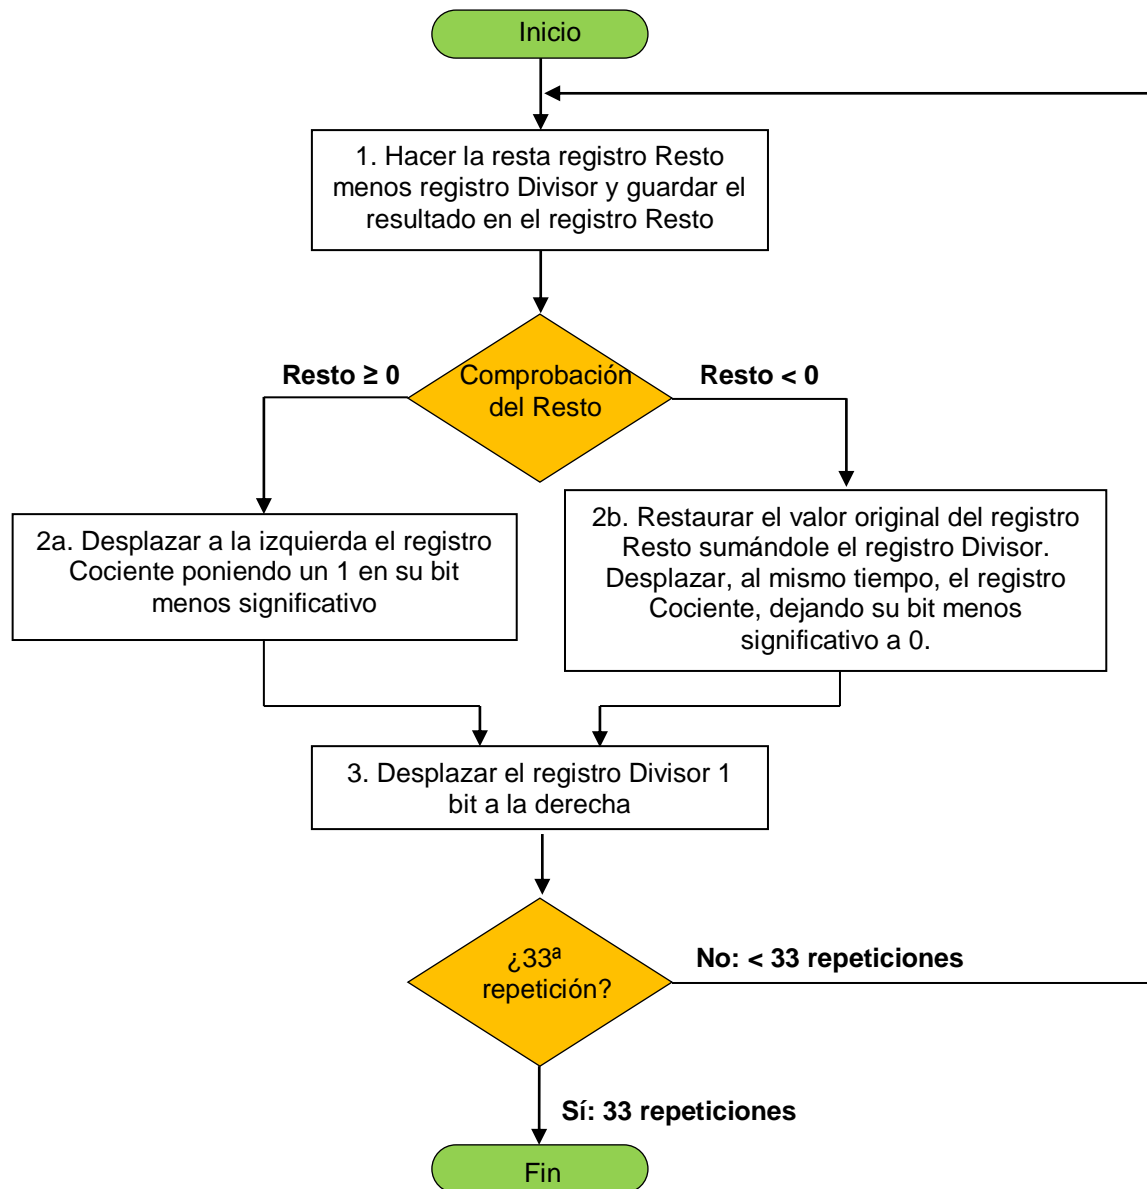 Inicio
1. Hacer la resta registro Resto
menos registro Divisor y guardar el
resultado en el registro Resto
Resto ≥ 0
Comprobación
del Resto
Resto < 0
2a. Desplazar a la izquierda el registro
Cociente poniendo un 1 en su bit
menos significativo
2b. Restaurar el valor original del registro
Resto sumándole el registro Divisor.
Desplazar, al mismo tiempo, el registro
Cociente, dejando su bit menos
significativo a 0.
3. Desplazar el registro Divisor 1
bit a la derecha
¿33ª
repetición?
No: < 33 repeticiones
Sí: 33 repeticiones
Fin